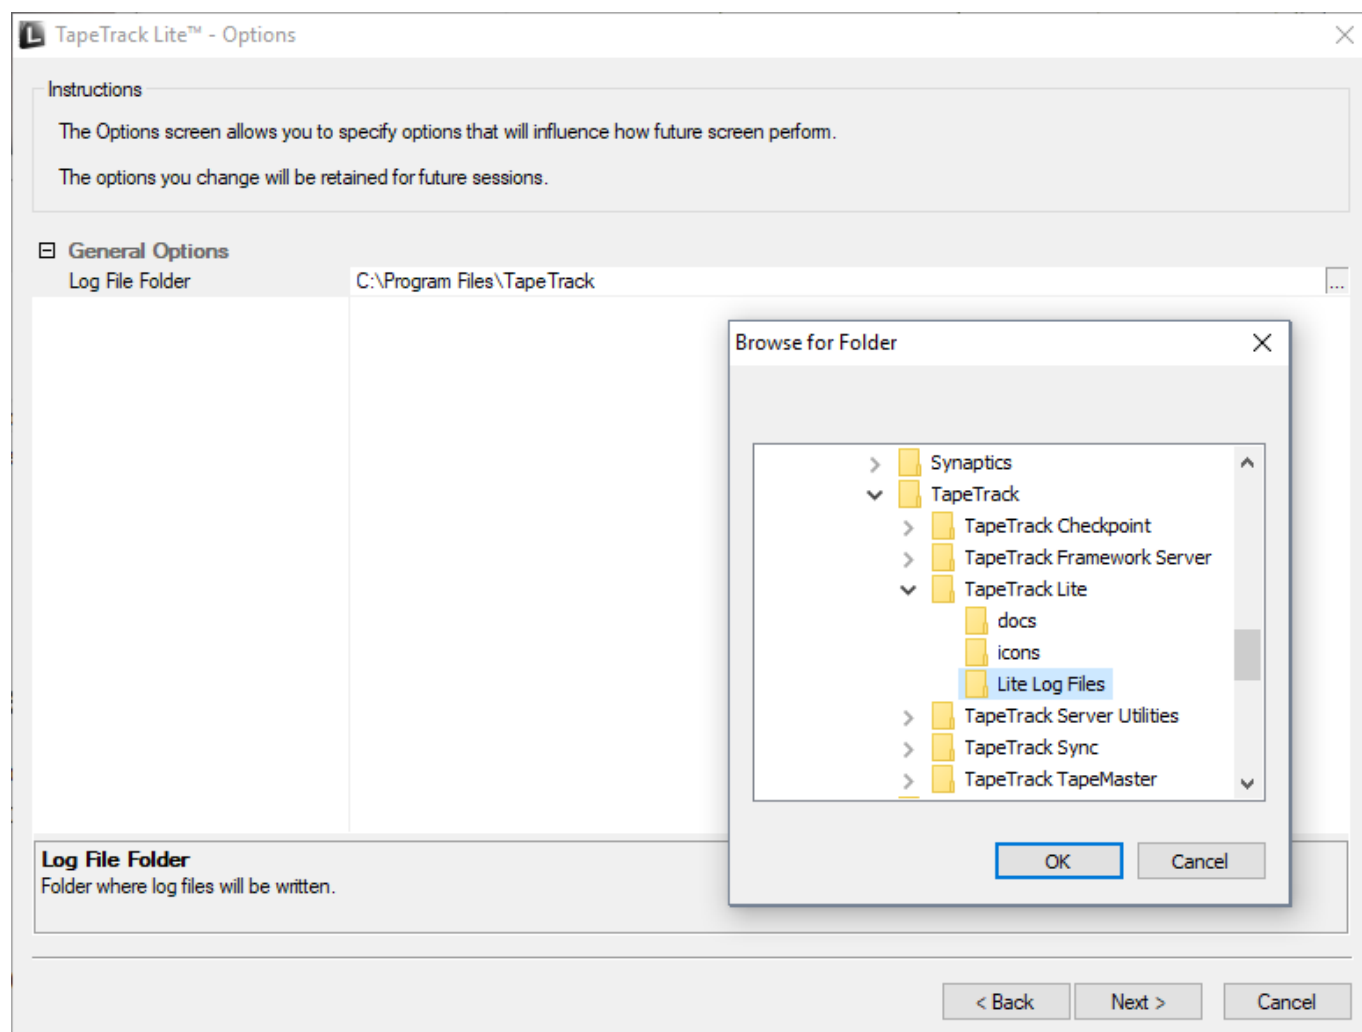 TapeTrack Lite™ - Options
Instructions
The Options screen allows you to specify options that will influence how future screen perform.
The options you change will be retained for future sessions.
General Options
Log File Folder C:\Program Files\TapeTrack ...
Browse for Folder
Synaptics
TapeTrack
TapeTrack Checkpoint
TapeTrack Framework Server
TapeTrack Lite
docs
icons
Lite Log Files
TapeTrack Server Utilities
TapeTrack Sync
TapeTrack TapeMaster
OK Cancel
Log File Folder
Folder where log files will be written.
< Back Next > Cancel